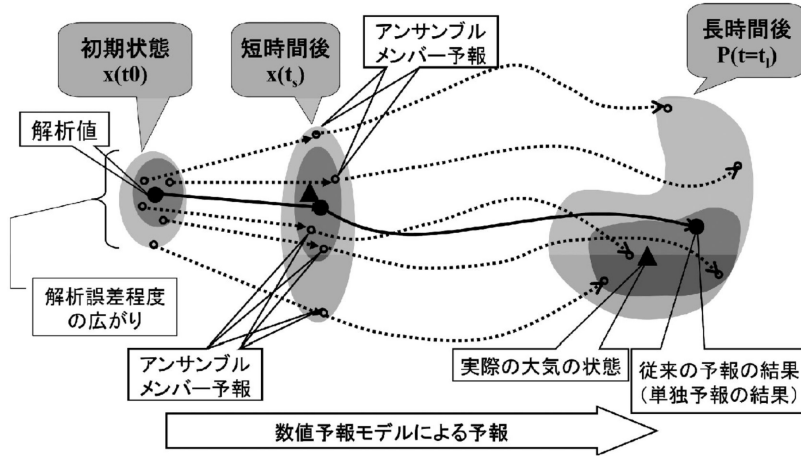 初期状態
x(t0)
短時間後
x(ts)
アンサンブル
メンバー予報
長時間後
P(t=tl)
解析値
解析誤差程度
の広がり
アンサンブル
メンバー予報
実際の大気の状態
従来の予報の結果
(単独予報の結果)
数値予報モデルによる予報